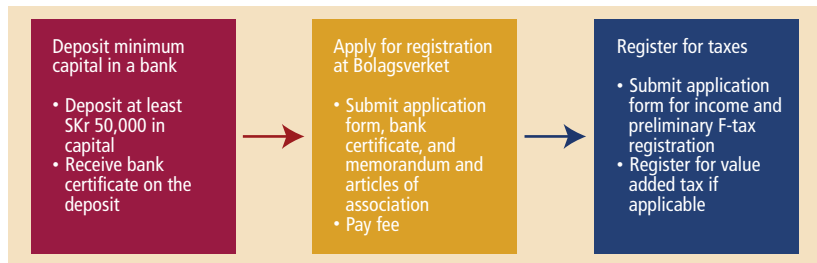 Deposit minimum
capital in a bank
• Deposit at least
SKr 50,000 in
capital
• Receive bank
certificate on the
deposit
Apply for registration
at Bolagsverket
• Submit application
form, bank
certificate, and
memorandum and
articles of
association
• Pay fee
Register for taxes
• Submit application
form for income and
preliminary F-tax
registration
• Register for value
added tax if
applicable